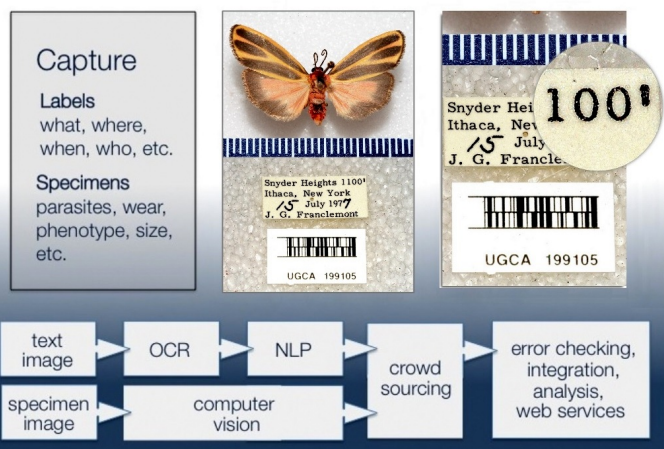 Capture
Labels
what, where,
when, who, etc.
Specimens
parasites, wear,
phenotype, size,
etc.
Snyder Heights 1100'
Ithaca, New York
15 July 1977
J. G. Franclemont
UGCA 199105
Snyder Hei
Ithaca, New
15 July
J. G. Francle
100'
UGCA 199105
text
image
OCR
NLP
crowd
sourcing
error checking,
integration,
analysis,
web services
specimen
image
computer
vision